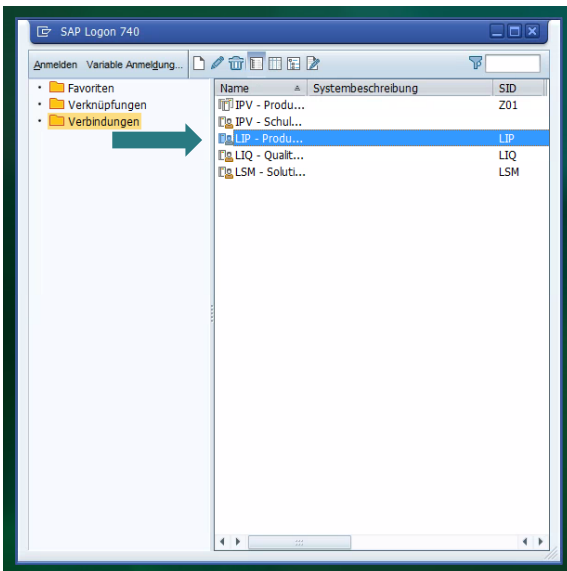 SAP Logon 740
Anmelden Variable Anmeldung...
Favoriten
Verknüpfungen
Verbindungen
Name Systembeschreibung SID
IPV - Produ... Z01
IPV - Schul...
LIP - Produ... LIP
LIQ - Qualit... LIQ
LSM - Soluti... LSM